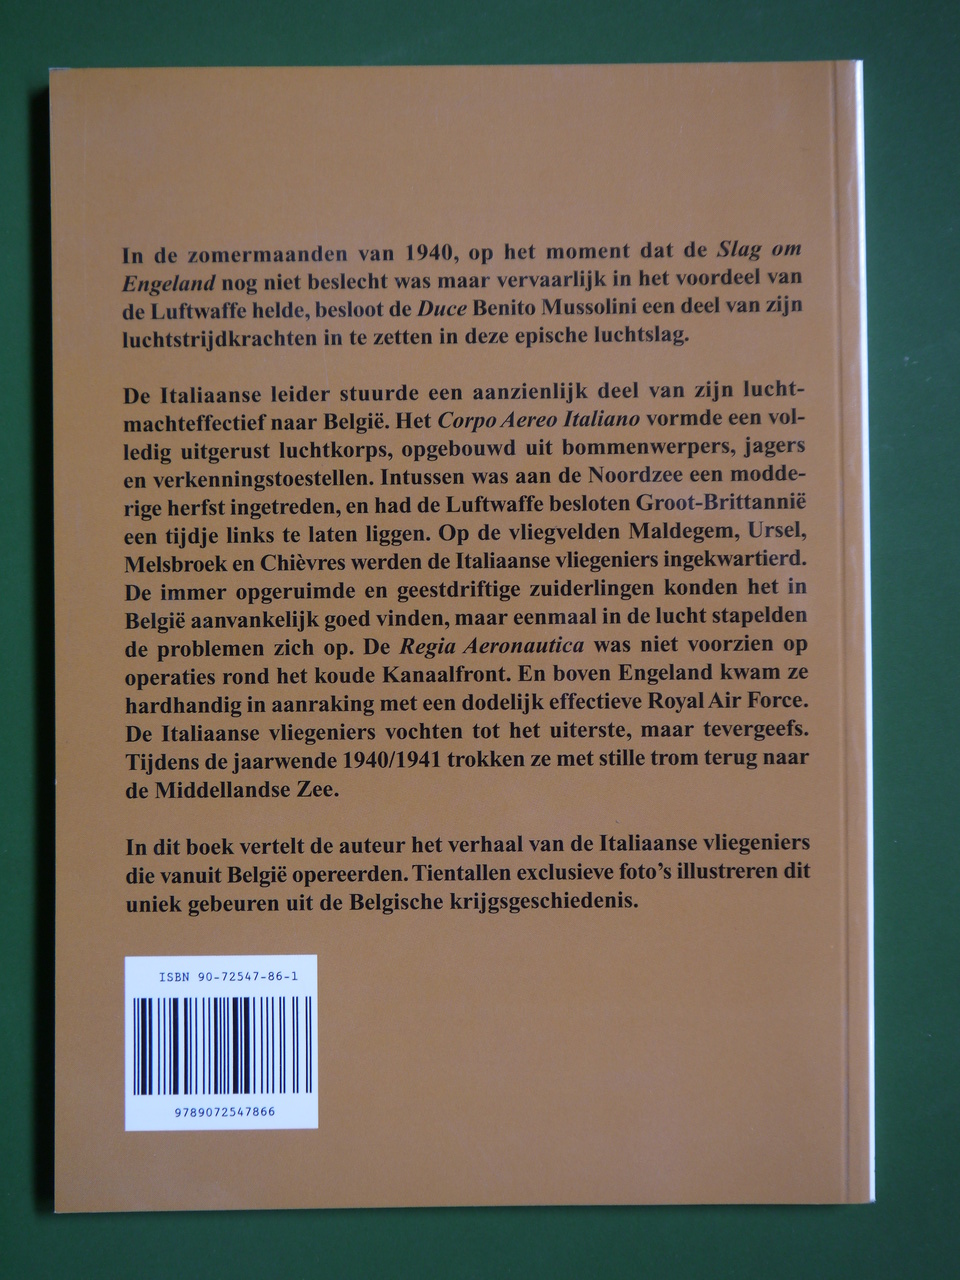 In de zomermaanden van 1940, op het moment dat de Slag om
Engeland nog niet beslecht was maar vervaarlijk in het voordeel van
de Luftwaffe helde, besloot de Duce Benito Mussolini een deel van zijn
luchtstrijdkrachten in te zetten in deze epische luchtslag.
De Italiaanse leider stuurde een aanzienlijk deel van zijn lucht-
machteffectief naar België. Het Corpo Aereo Italiano vormde een vol-
ledig uitgerust luchtkorps, opgebouwd uit bommenwerpers, jagers
en verkenningstoestellen. Intussen was aan de Noordzee een modde-
rige herfst ingetreden, en had de Luftwaffe besloten Groot-Brittannië
een tijdje links te laten liggen. Op de vliegvelden Maldegem, Ursel,
Melsbroek en Chièvres werden de Italiaanse vliegeniers ingekwartierd.
De immer opgeruimde en geestdriftige zuiderlingen konden het in
België aanvankelijk goed vinden, maar eenmaal in de lucht stapelden
de problemen zich op. De Regia Aeronautica was niet voorzien op
operaties rond het koude Kanaalfront. En boven Engeland kwam ze
hardhandig in aanraking met een dodelijk effectieve Royal Air Force.
De Italiaanse vliegeniers vochten tot het uiterste, maar tevergeefs.
Tijdens de jaarwende 1940/1941 trokken ze met stille trom terug naar
de Middellandse Zee.
In dit boek vertelt de auteur het verhaal van de Italiaanse vliegeniers
die vanuit België opereerden. Tientallen exclusieve foto's illustreren dit
uniek gebeuren uit de Belgische krijgsgeschiedenis.
ISBN 90-72547-86-1
9789072547866